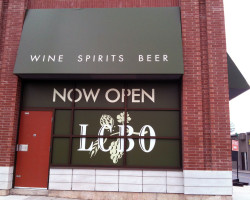 WINE SPIRITS BEER
NOW OPEN
LCBO